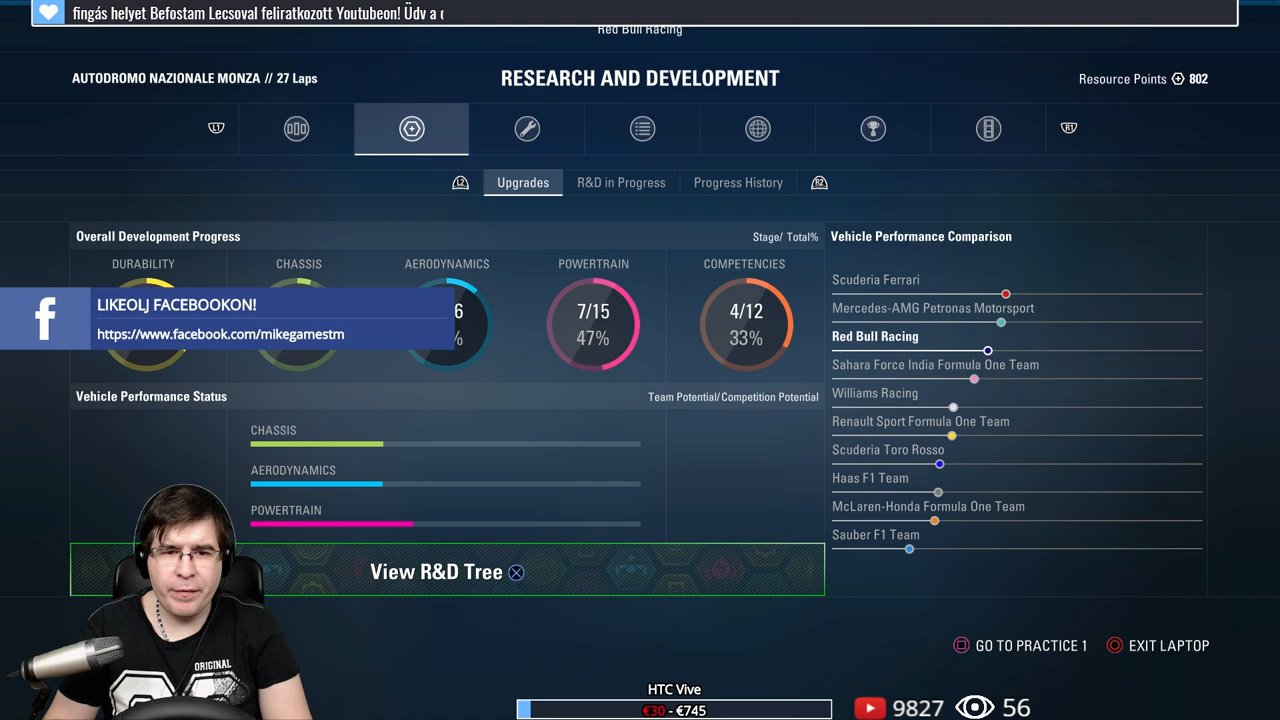 fingás helyet Befostam Lecsoval feliratkozott Youtubeon! Üdv a c
Red Bull Racing
AUTODROMO NAZIONALE MONZA // 27 Laps
RESEARCH AND DEVELOPMENT
Resource Points 802
L1
R1
L2
Upgrades
R&D in Progress
Progress History
R2
Overall Development Progress
Stage/ Total%
Vehicle Performance Comparison
DURABILITY
CHASSIS
AERODYNAMICS
POWERTRAIN
COMPETENCIES
6
%
7/15
47%
4/12
33%
LIKEOLJ FACEBOOKON!
https://www.facebook.com/mikegamestm
Scuderia Ferrari
Mercedes-AMG Petronas Motorsport
Red Bull Racing
Sahara Force India Formula One Team
Williams Racing
Renault Sport Formula One Team
Scuderia Toro Rosso
Haas F1 Team
McLaren-Honda Formula One Team
Sauber F1 Team
Vehicle Performance Status
Team Potential/Competition Potential
CHASSIS
AERODYNAMICS
POWERTRAIN
View R&D Tree
GO TO PRACTICE 1
EXIT LAPTOP
ORIGINAL
HTC Vive
€30 - €745
9827
56